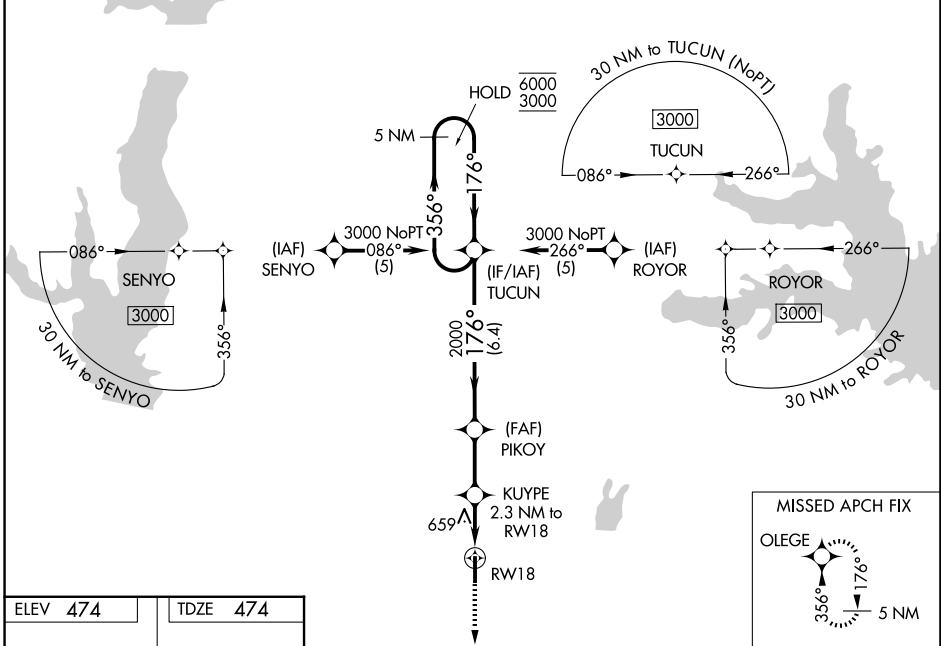 30 NM to TUCUN (NoPT)
3000
TUCUN
086°
266°
HOLD 6000
3000
5 NM
356°
176°
3000 NoPT
086°
(5)
(IAF)
SENYO
(IF/IAF)
TUCUN
3000 NoPT
266°
(5)
(IAF)
ROYOR
086°
SENYO
3000
356°
30 NM to SENYO
266°
ROYOR
3000
356°
30 NM to ROYOR
2000
176°
(6.4)
(FAF)
PIKOY
KUYPE
2.3 NM to
RW18
659
RW18
MISSED APCH FIX
OLEGE
356°
176°
5 NM
ELEV 474
TDZE 474